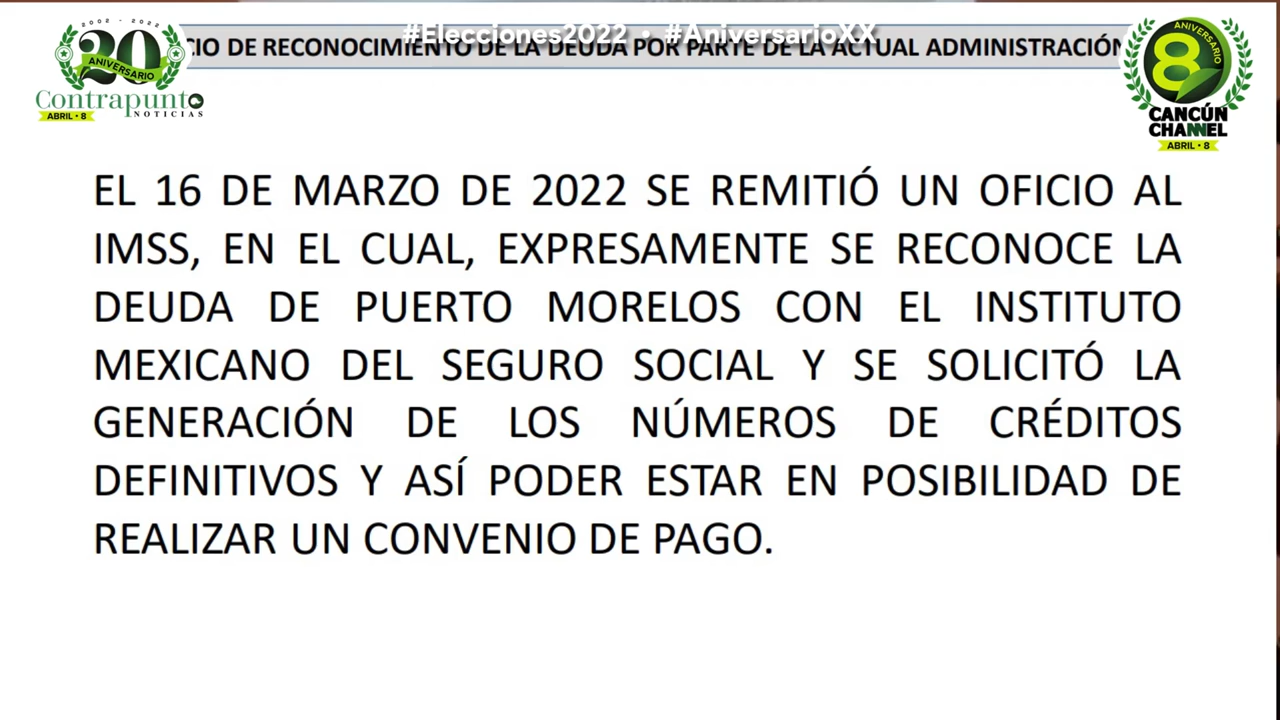 #Elecciones2022 • #AniversarioXX
CIO DE RECONOCIMIENTO DE LA DEUDA POR PARTE DE LA ACTUAL ADMINISTRACIÓN
2002 - 2022
20
ANIVERSARIO
Contrapunto
NOTICIAS
ABRIL • 8
ANIVERSARIO
8
CANCÚN
CHANNEL
ABRIL • 8
EL 16 DE MARZO DE 2022 SE REMITIÓ UN OFICIO AL
IMSS, EN EL CUAL, EXPRESAMENTE SE RECONOCE LA
DEUDA DE PUERTO MORELOS CON EL INSTITUTO
MEXICANO DEL SEGURO SOCIAL Y SE SOLICITÓ LA
GENERACIÓN DE LOS NÚMEROS DE CRÉDITOS
DEFINITIVOS Y ASÍ PODER ESTAR EN POSIBILIDAD DE
REALIZAR UN CONVENIO DE PAGO.